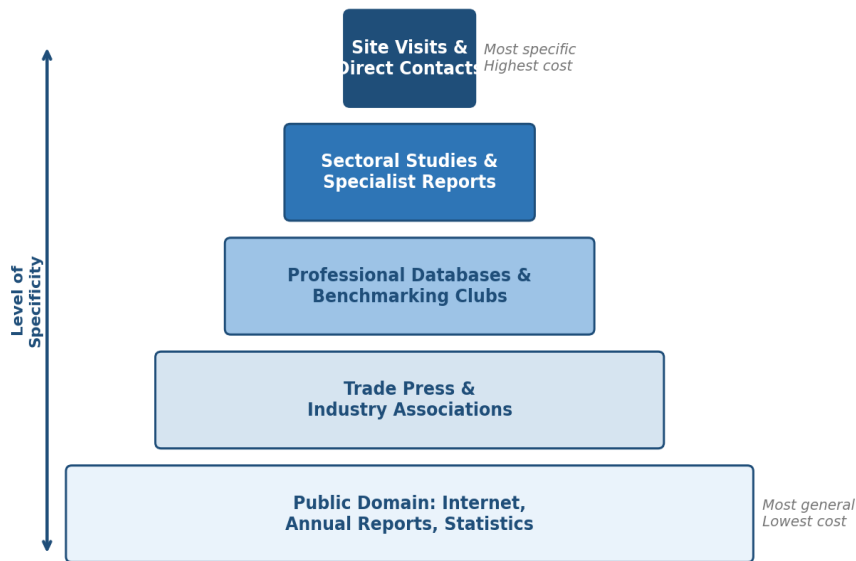 Site Visits &
Direct Contacts
Most specific
Highest cost
Sectoral Studies &
Specialist Reports
Professional Databases &
Benchmarking Clubs
Level of
Specificity
Trade Press &
Industry Associations
Public Domain: Internet,
Annual Reports, Statistics
Most general
Lowest cost